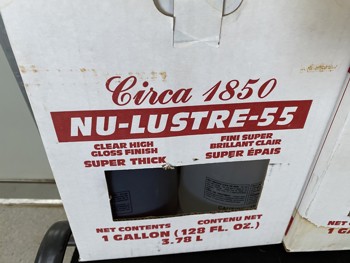 Circa 1850
NU-LUSTRE-55
CLEAR HIGH
GLOSS FINISH
SUPER THICK
FINI SUPER
BRILLANT CLAIR
SUPER ÉPAIS
NET CONTENTS
CONTENU NET
1 GALLON (128 FL. OZ.)
3.78 L